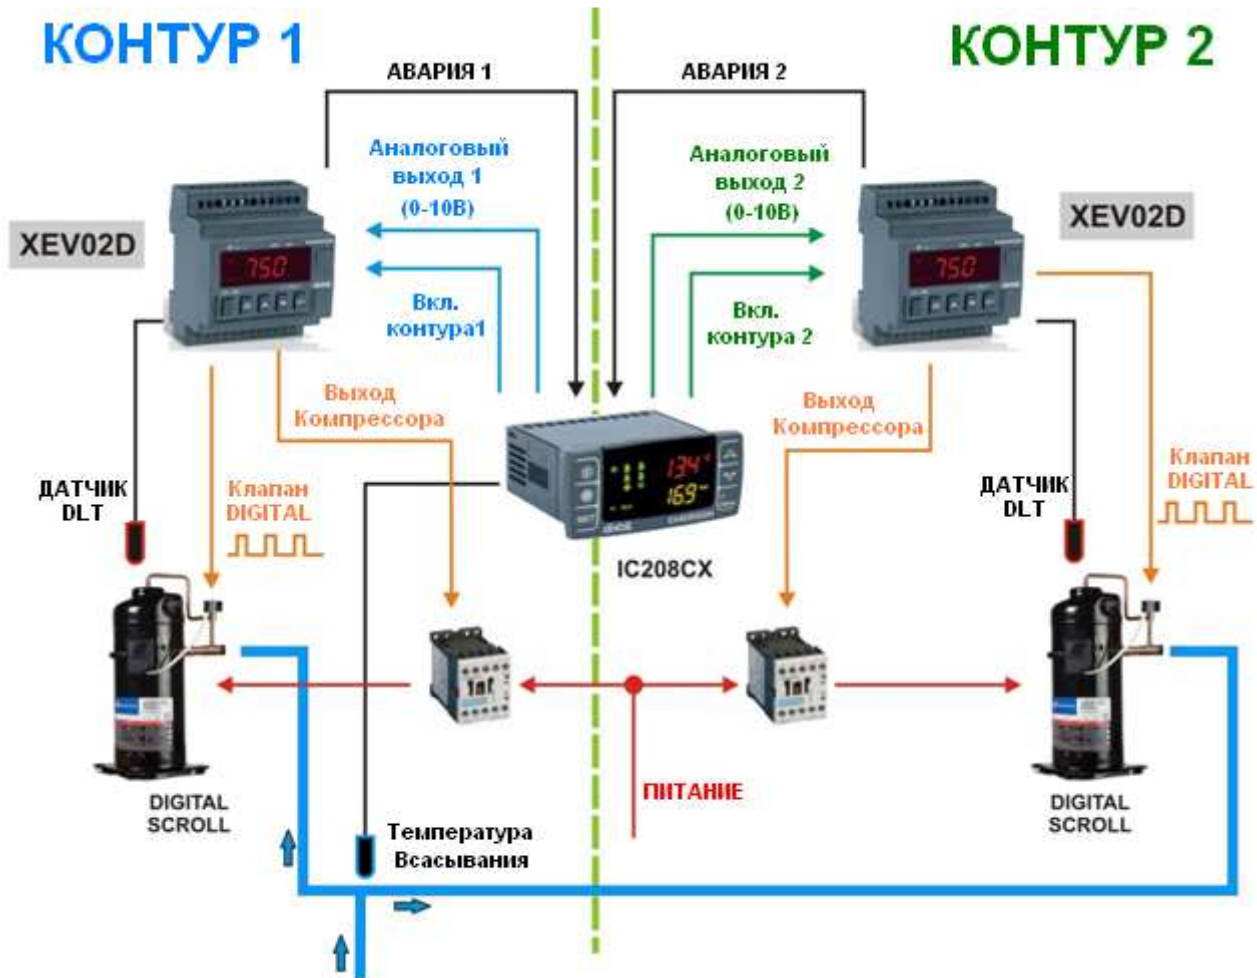 КОНТУР 1
КОНТУР 2
АВАРИЯ 1
АВАРИЯ 2
Аналоговый
выход 1
(0-10В)
Аналоговый
выход 2
(0-10В)
XEV02D
XEV02D
750
750
Вкл.
контура1
Вкл.
контура 2
Выход
Компрессора
Выход
Компрессора
134
16.9
ДАТЧИК
DLT
Клапан
DIGITAL
ДАТЧИК
DLT
Клапан
DIGITAL
IC208CX
ПИТАНИЕ
DIGITAL
SCROLL
DIGITAL
SCROLL
Температура
Всасывания